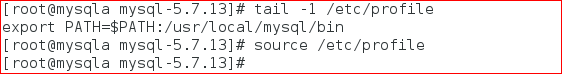 [root@mysqla mysql-5.7.13]# tail -1 /etc/profile
export PATH=$PATH:/usr/local/mysql/bin
[root@mysqla mysql-5.7.13]# source /etc/profile
[root@mysqla mysql-5.7.13]#